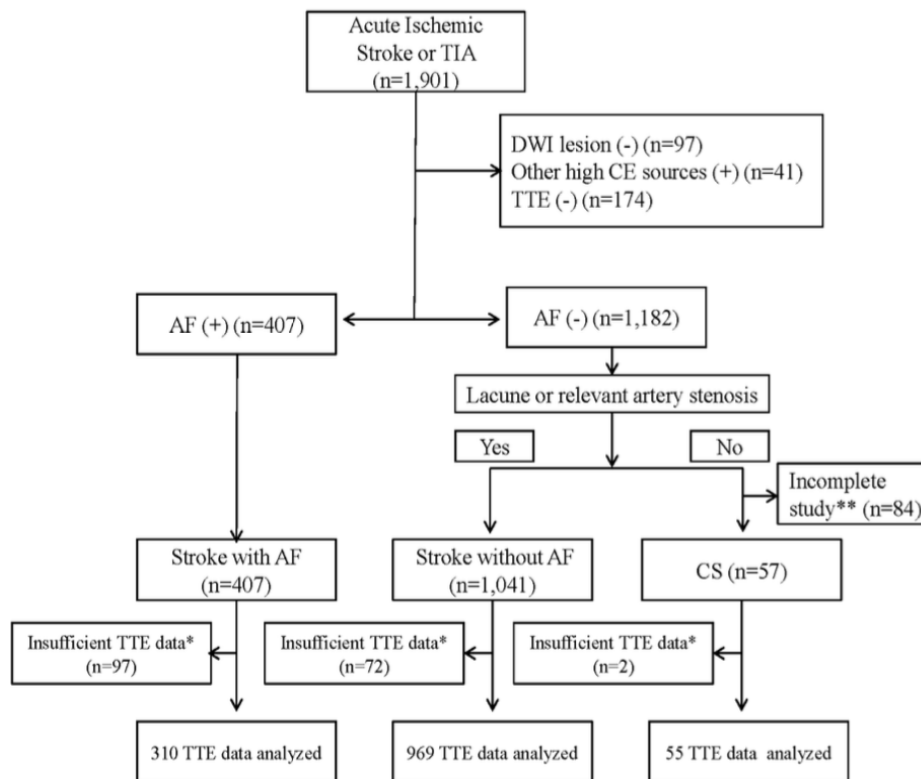 Acute Ischemic
Stroke or TIA
(n=1,901)
DWI lesion (-) (n=97)
Other high CE sources (+) (n=41)
TTE (-) (n=174)
AF (+) (n=407)
AF (-) (n=1,182)
Lacune or relevant artery stenosis
Yes
No
Incomplete
study** (n=84)
Stroke with AF
(n=407)
Stroke without AF
(n=1,041)
CS (n=57)
Insufficient TTE data*
(n=97)
Insufficient TTE data*
(n=72)
Insufficient TTE data*
(n=2)
310 TTE data analyzed
969 TTE data analyzed
55 TTE data analyzed